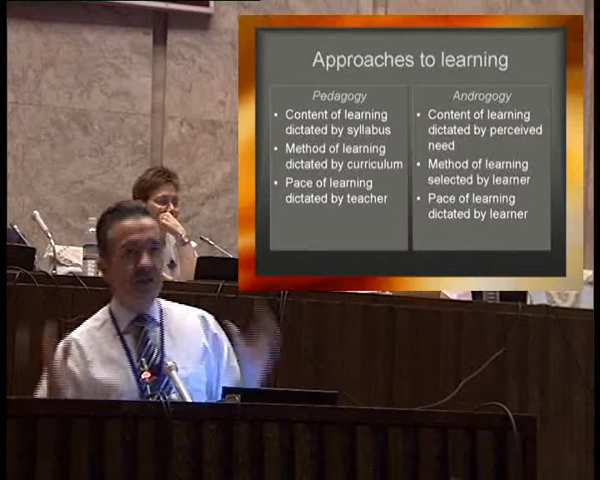 Approaches to learning
Pedagogy
• Content of learning
dictated by syllabus
• Method of learning
dictated by curriculum
• Pace of learning
dictated by teacher
Androgogy
• Content of learning
dictated by perceived
need
• Method of learning
selected by learner
• Pace of learning
dictated by learner